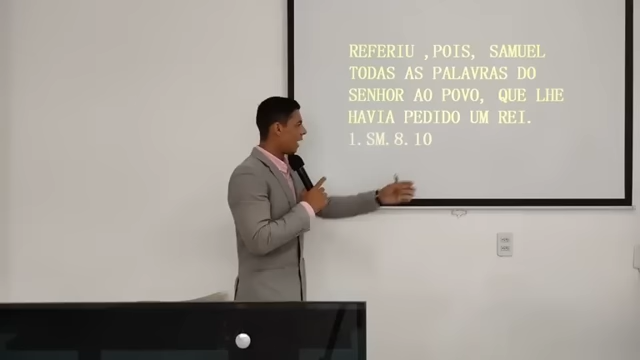 REFERIU ,POIS, SAMUEL
TODAS AS PALAVRAS DO
SENHOR AO POVO, QUE LHE
HAVIA PEDIDO UM REI.
1.SM.8.10